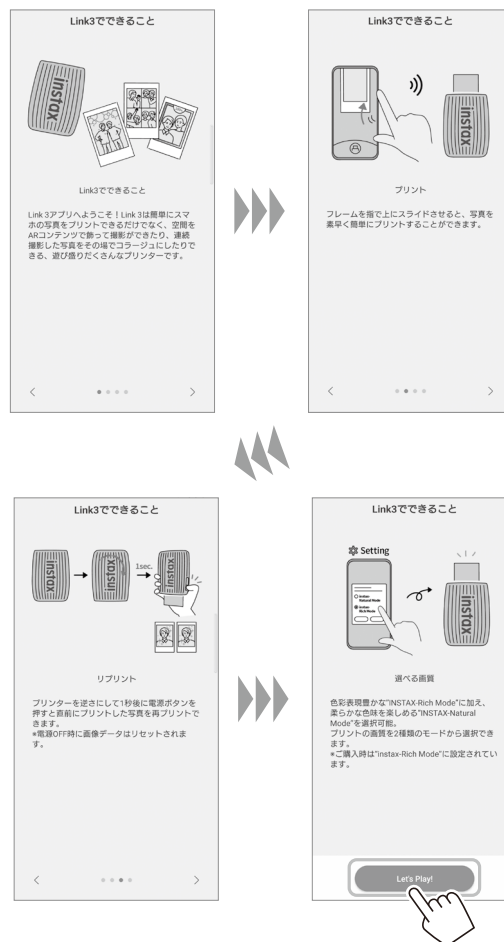 Link3でできること
instax
Link3でできること
Link 3アプリへようこそ！Link 3は簡単にスマ
ホの写真をプリントできるだけでなく、空間を
ARコンテンツで飾って撮影ができたり、連続
撮影した写真をその場でコラージュにしたりで
きる、遊び盛りだくさんなプリンターです。
Link3でできること
instax
プリント
フレームを指で上にスライドさせると、写真を
素早く簡単にプリントすることができます。
Link3でできること
instax
instax
1sec.
instax
リプリント
プリンターを逆さにして1秒後に電源ボタンを
押すと直前にプリントした写真を再プリントで
きます。
*電源OFF時に画像データはリセットされま
す。
Link3でできること
Setting
instax
Natural Mode
instax
Rich Mode
instax
選べる画質
色彩表現豊かな"INSTAX-Rich Mode"に加え、
柔らかな色味を楽しめる"INSTAX-Natural
Mode"を選択可能。
プリントの画質を2種類のモードから選択でき
ます。
*ご購入時は"instax-Rich Mode"に設定されてい
ます。
Let's Play!